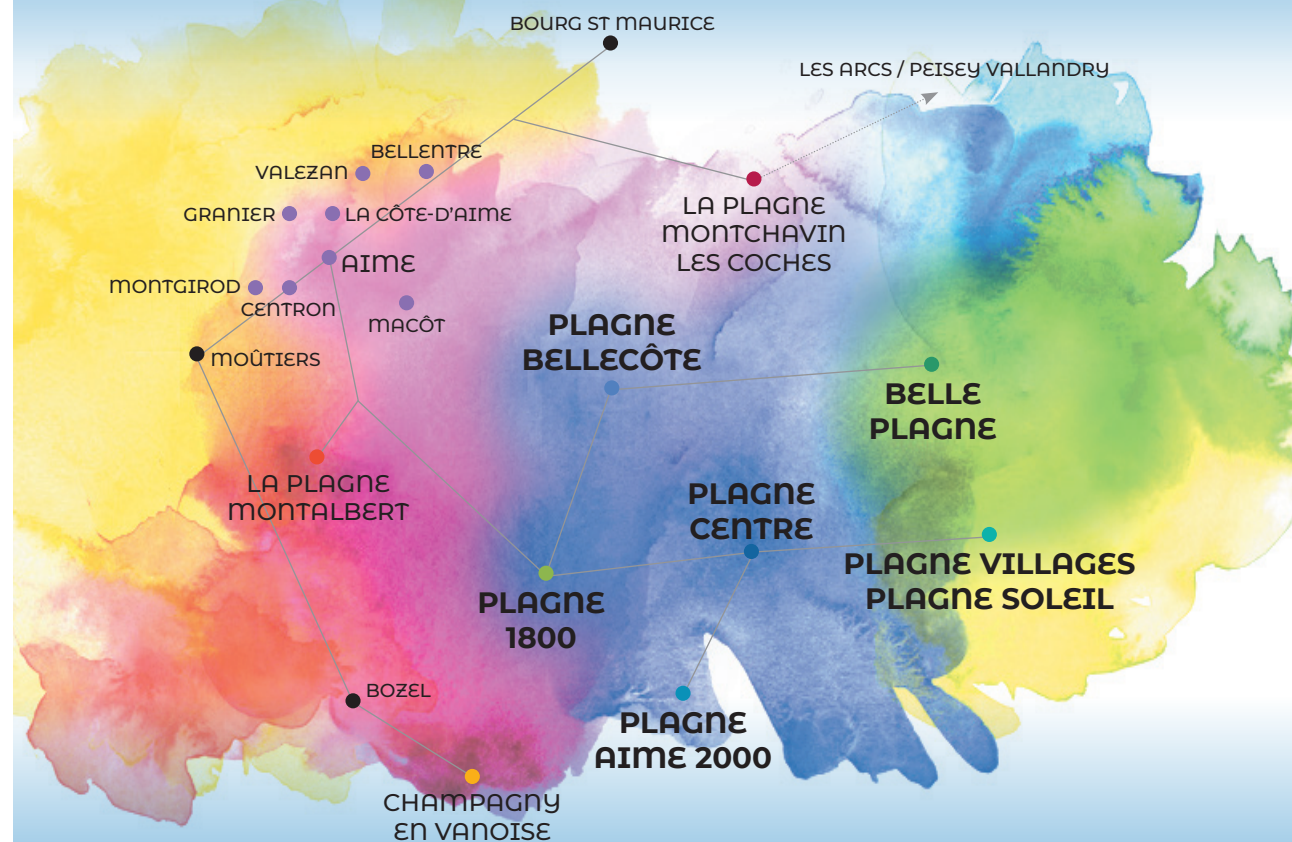 BOURG ST MAURICE
LES ARCS / PEISEY VALLANDRY
BELLENTRE
VALEZAN
GRANIER
LA CÔTE-D'AIME
LA PLAGNE
MONTCHAVIN
LES COCHES
AIME
MONTGIROD
CENTRON
MACÔT
MOÛTIERS
PLAGNE
BELLECÔTE
BELLE
PLAGNE
LA PLAGNE
MONTALBERT
PLAGNE
CENTRE
PLAGNE VILLAGES
PLAGNE SOLEIL
PLAGNE
1800
BOZEL
PLAGNE
AIME 2000
CHAMPAGNY
EN VANOISE